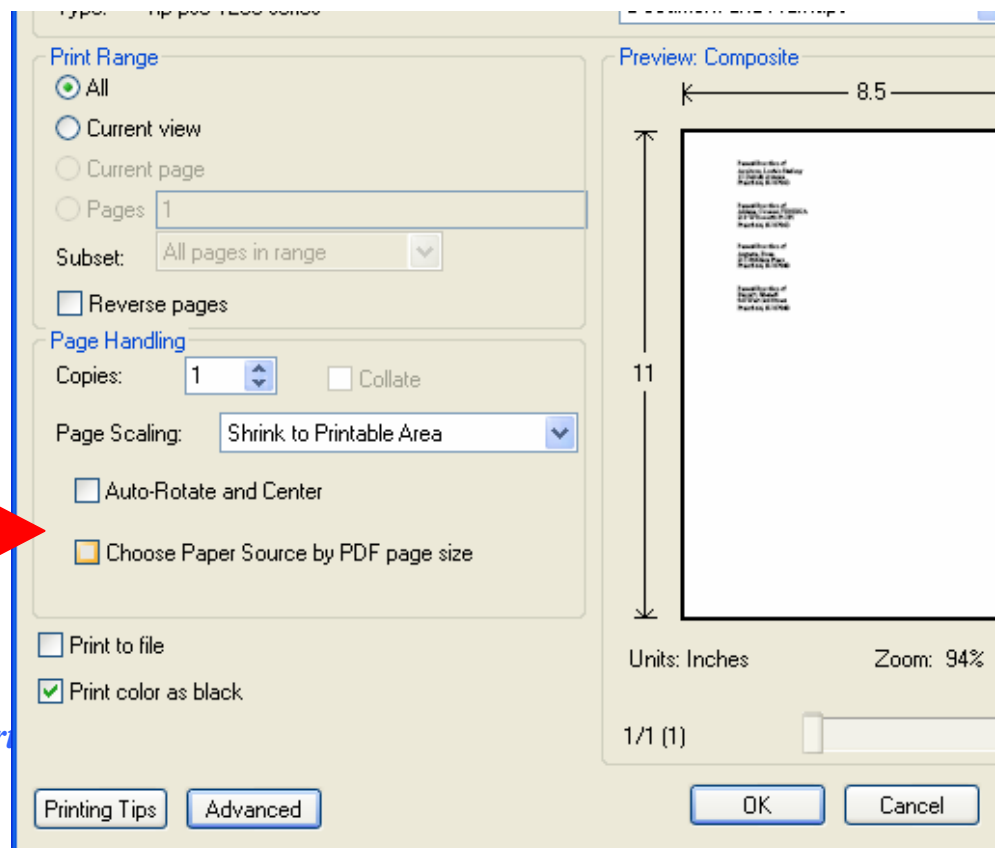 Print Range
All
Current view
Current page
Pages 1
Subset: All pages in range
Reverse pages
Page Handling
Copies: 1 Collate
Page Scaling: Shrink to Printable Area
Auto-Rotate and Center
Choose Paper Source by PDF page size
Print to file
Print color as black
Printing Tips Advanced
Preview: Composite
8.5
11
Units: Inches Zoom: 94%
1/1 (1)
OK Cancel